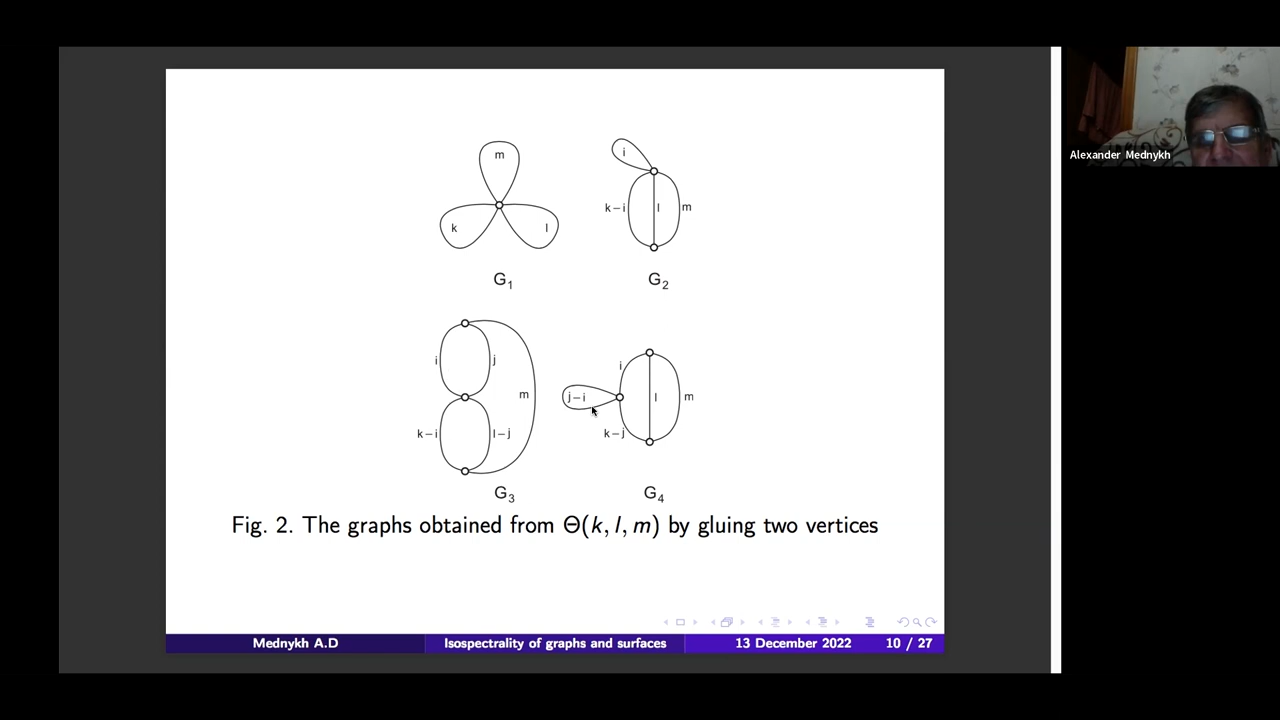 Alexander Mednykh
m
k
l
G₁
i
k−i
l
m
G₂
i
j
m
k−i
l−j
G₃
i
j−i
l
m
k−j
G₄
Fig. 2. The graphs obtained from Θ(k, l, m) by gluing two vertices
Mednykh A.D Isospectrality of graphs and surfaces 13 December 2022 10 / 27